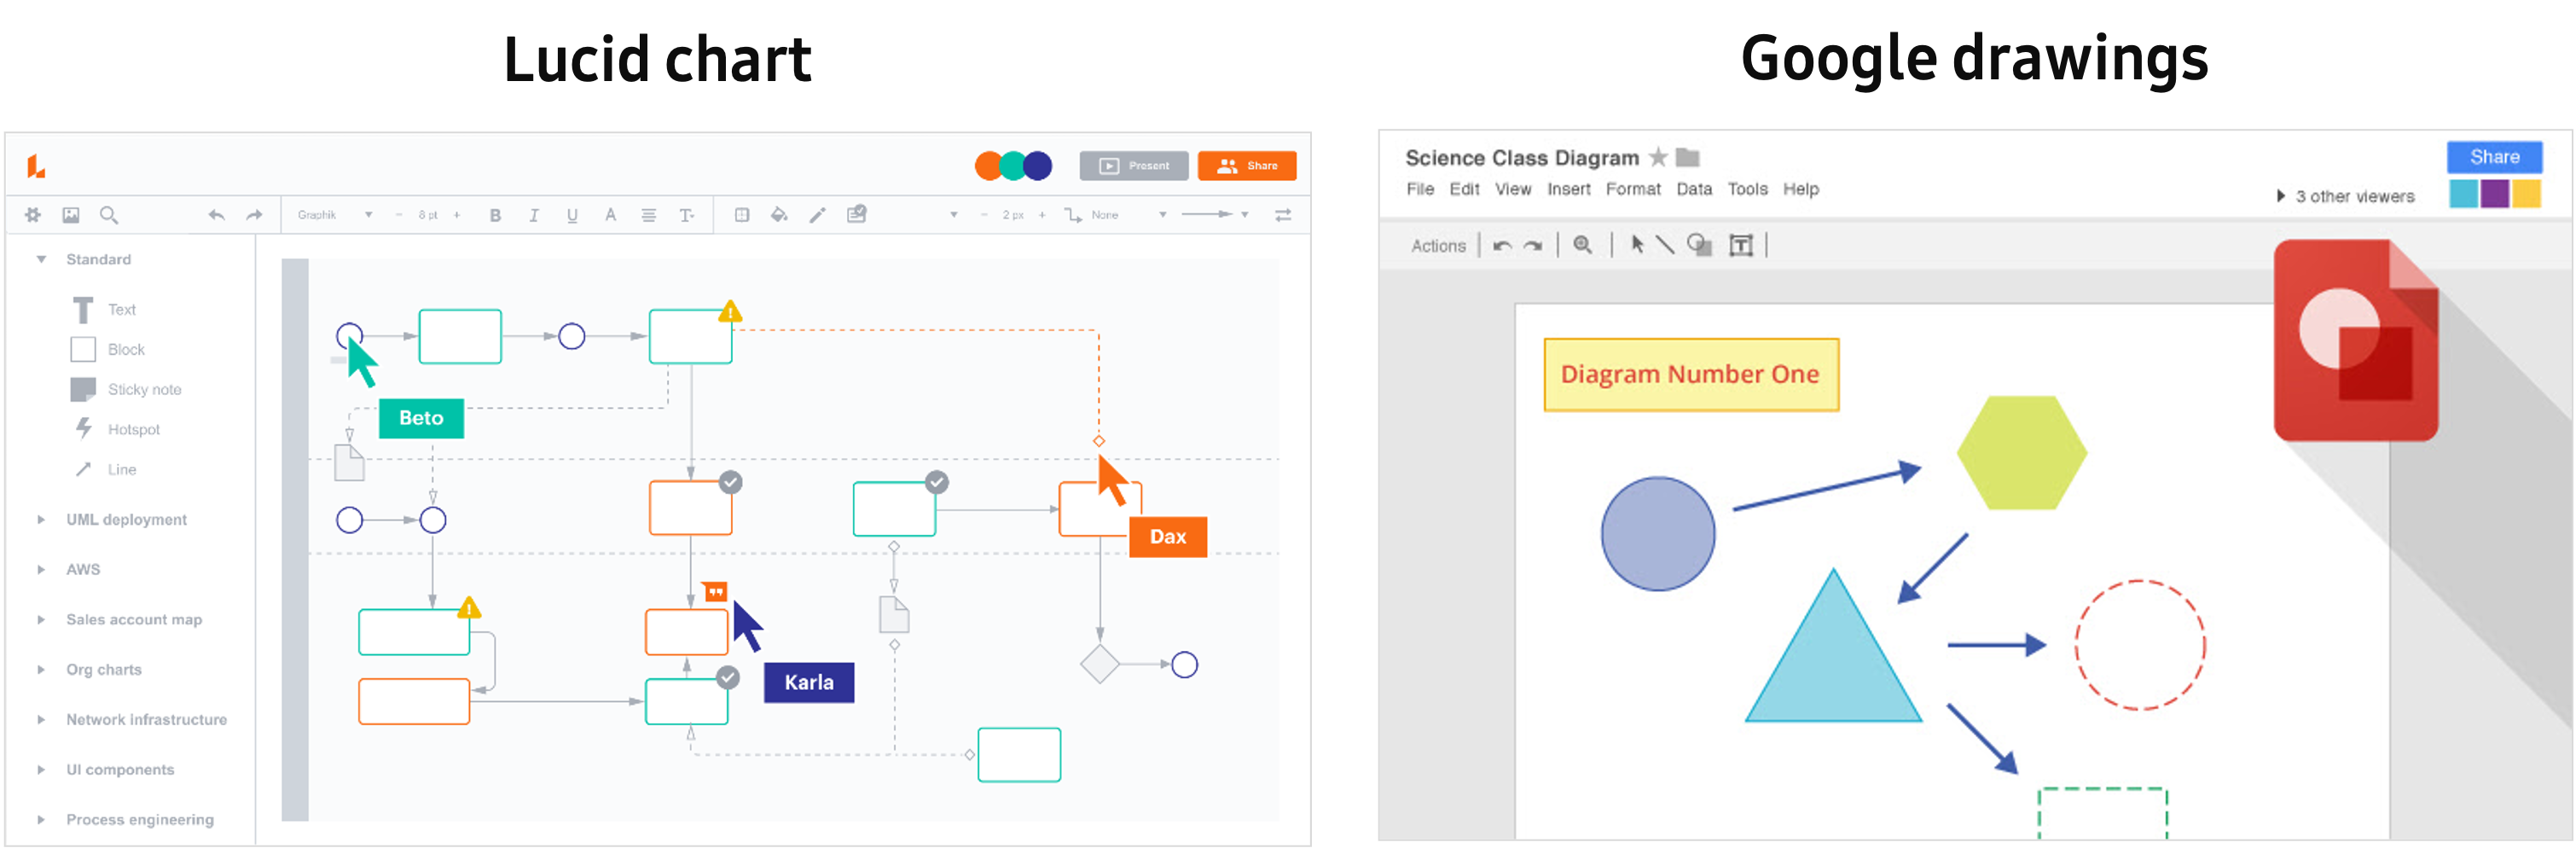 Lucid chart
Google drawings
Present
Share
Graphik
− 8 pt +
B I U A T
− 2 px +
None
Standard
T Text
Block
Sticky note
Hotspot
Line
UML deployment
AWS
Sales account map
Org charts
Network infrastructure
UI components
Process engineering
Beto
Dax
Karla
Science Class Diagram
Share
File Edit View Insert Format Data Tools Help
3 other viewers
Actions
T
Diagram Number One